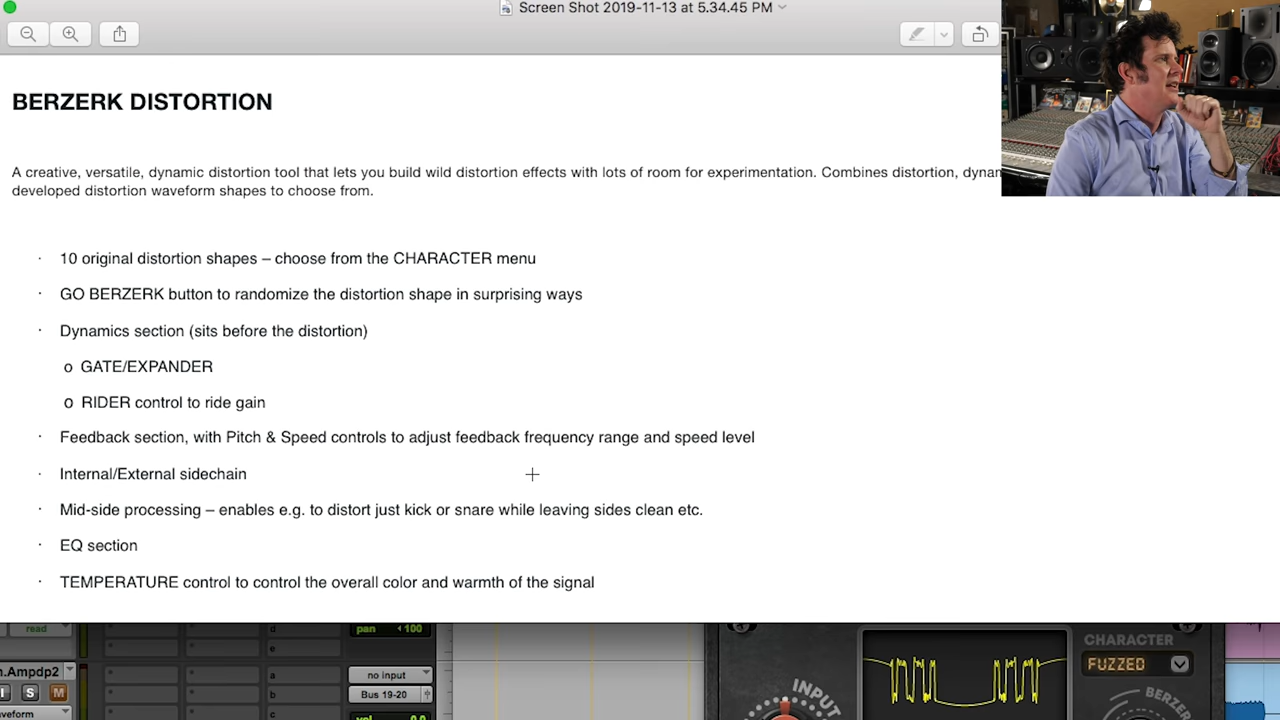 Screen Shot 2019-11-13 at 5.34.45 PM
BERZERK DISTORTION
A creative, versatile, dynamic distortion tool that lets you build wild distortion effects with lots of room for experimentation. Combines distortion,
developed distortion waveform shapes to choose from.
· 10 original distortion shapes – choose from the CHARACTER menu
· GO BERZERK button to randomize the distortion shape in surprising ways
· Dynamics section (sits before the distortion)
o GATE/EXPANDER
o RIDER control to ride gain
· Feedback section, with Pitch & Speed controls to adjust feedback frequency range and speed level
· Internal/External sidechain
· Mid-side processing – enables e.g. to distort just kick or snare while leaving sides clean etc.
· EQ section
· TEMPERATURE control to control the overall color and warmth of the signal
read
d
pan
100
e
.Ampdp2
a
no input
S
M
b
Bus 19-20
c
INPUT
CHARACTER
FUZZED